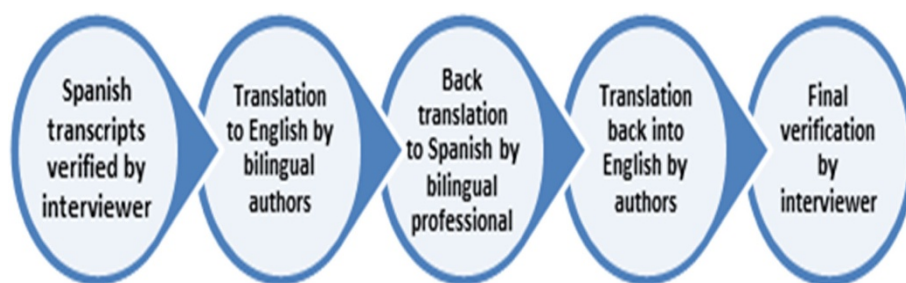 Spanish
transcripts
verified by
interviewer
Translation
to English by
bilingual
authors
Back
translation
to Spanish by
bilingual
professional
Translation
back into
English by
authors
Final
verification
by
interviewer